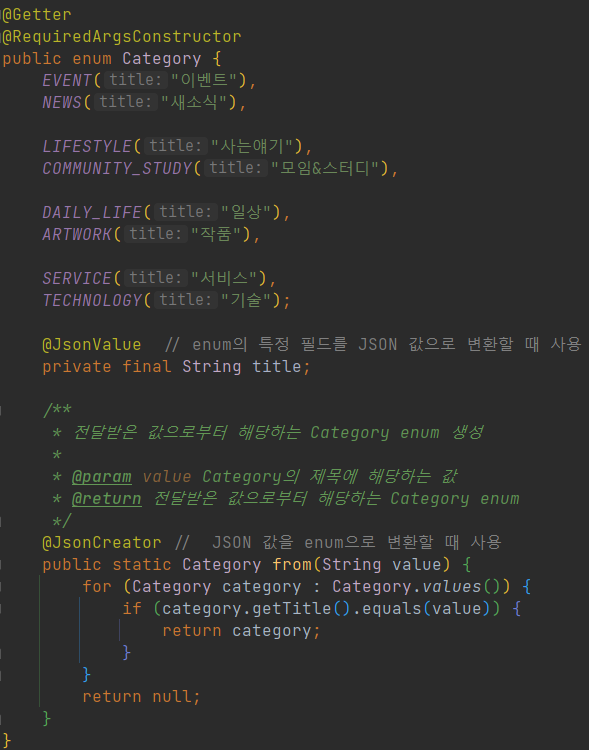 @Getter
@RequiredArgsConstructor
public enum Category {
EVENT( title: "이벤트"),
NEWS( title: "새소식"),
LIFESTYLE( title: "사는얘기"),
COMMUNITY_STUDY( title: "모임&스터디"),
DAILY_LIFE( title: "일상"),
ARTWORK( title: "작품"),
SERVICE( title: "서비스"),
TECHNOLOGY( title: "기술");
@JsonValue // enum의 특정 필드를 JSON 값으로 변환할 때 사용
private final String title;
/**
* 전달받은 값으로부터 해당하는 Category enum 생성
*
* @param value Category의 제목에 해당하는 값
* @return 전달받은 값으로부터 해당하는 Category enum
*/
@JsonCreator // JSON 값을 enum으로 변환할 때 사용
public static Category from(String value) {
for (Category category : Category.values()) {
if (category.getTitle().equals(value)) {
return category;
}
}
return null;
}
}